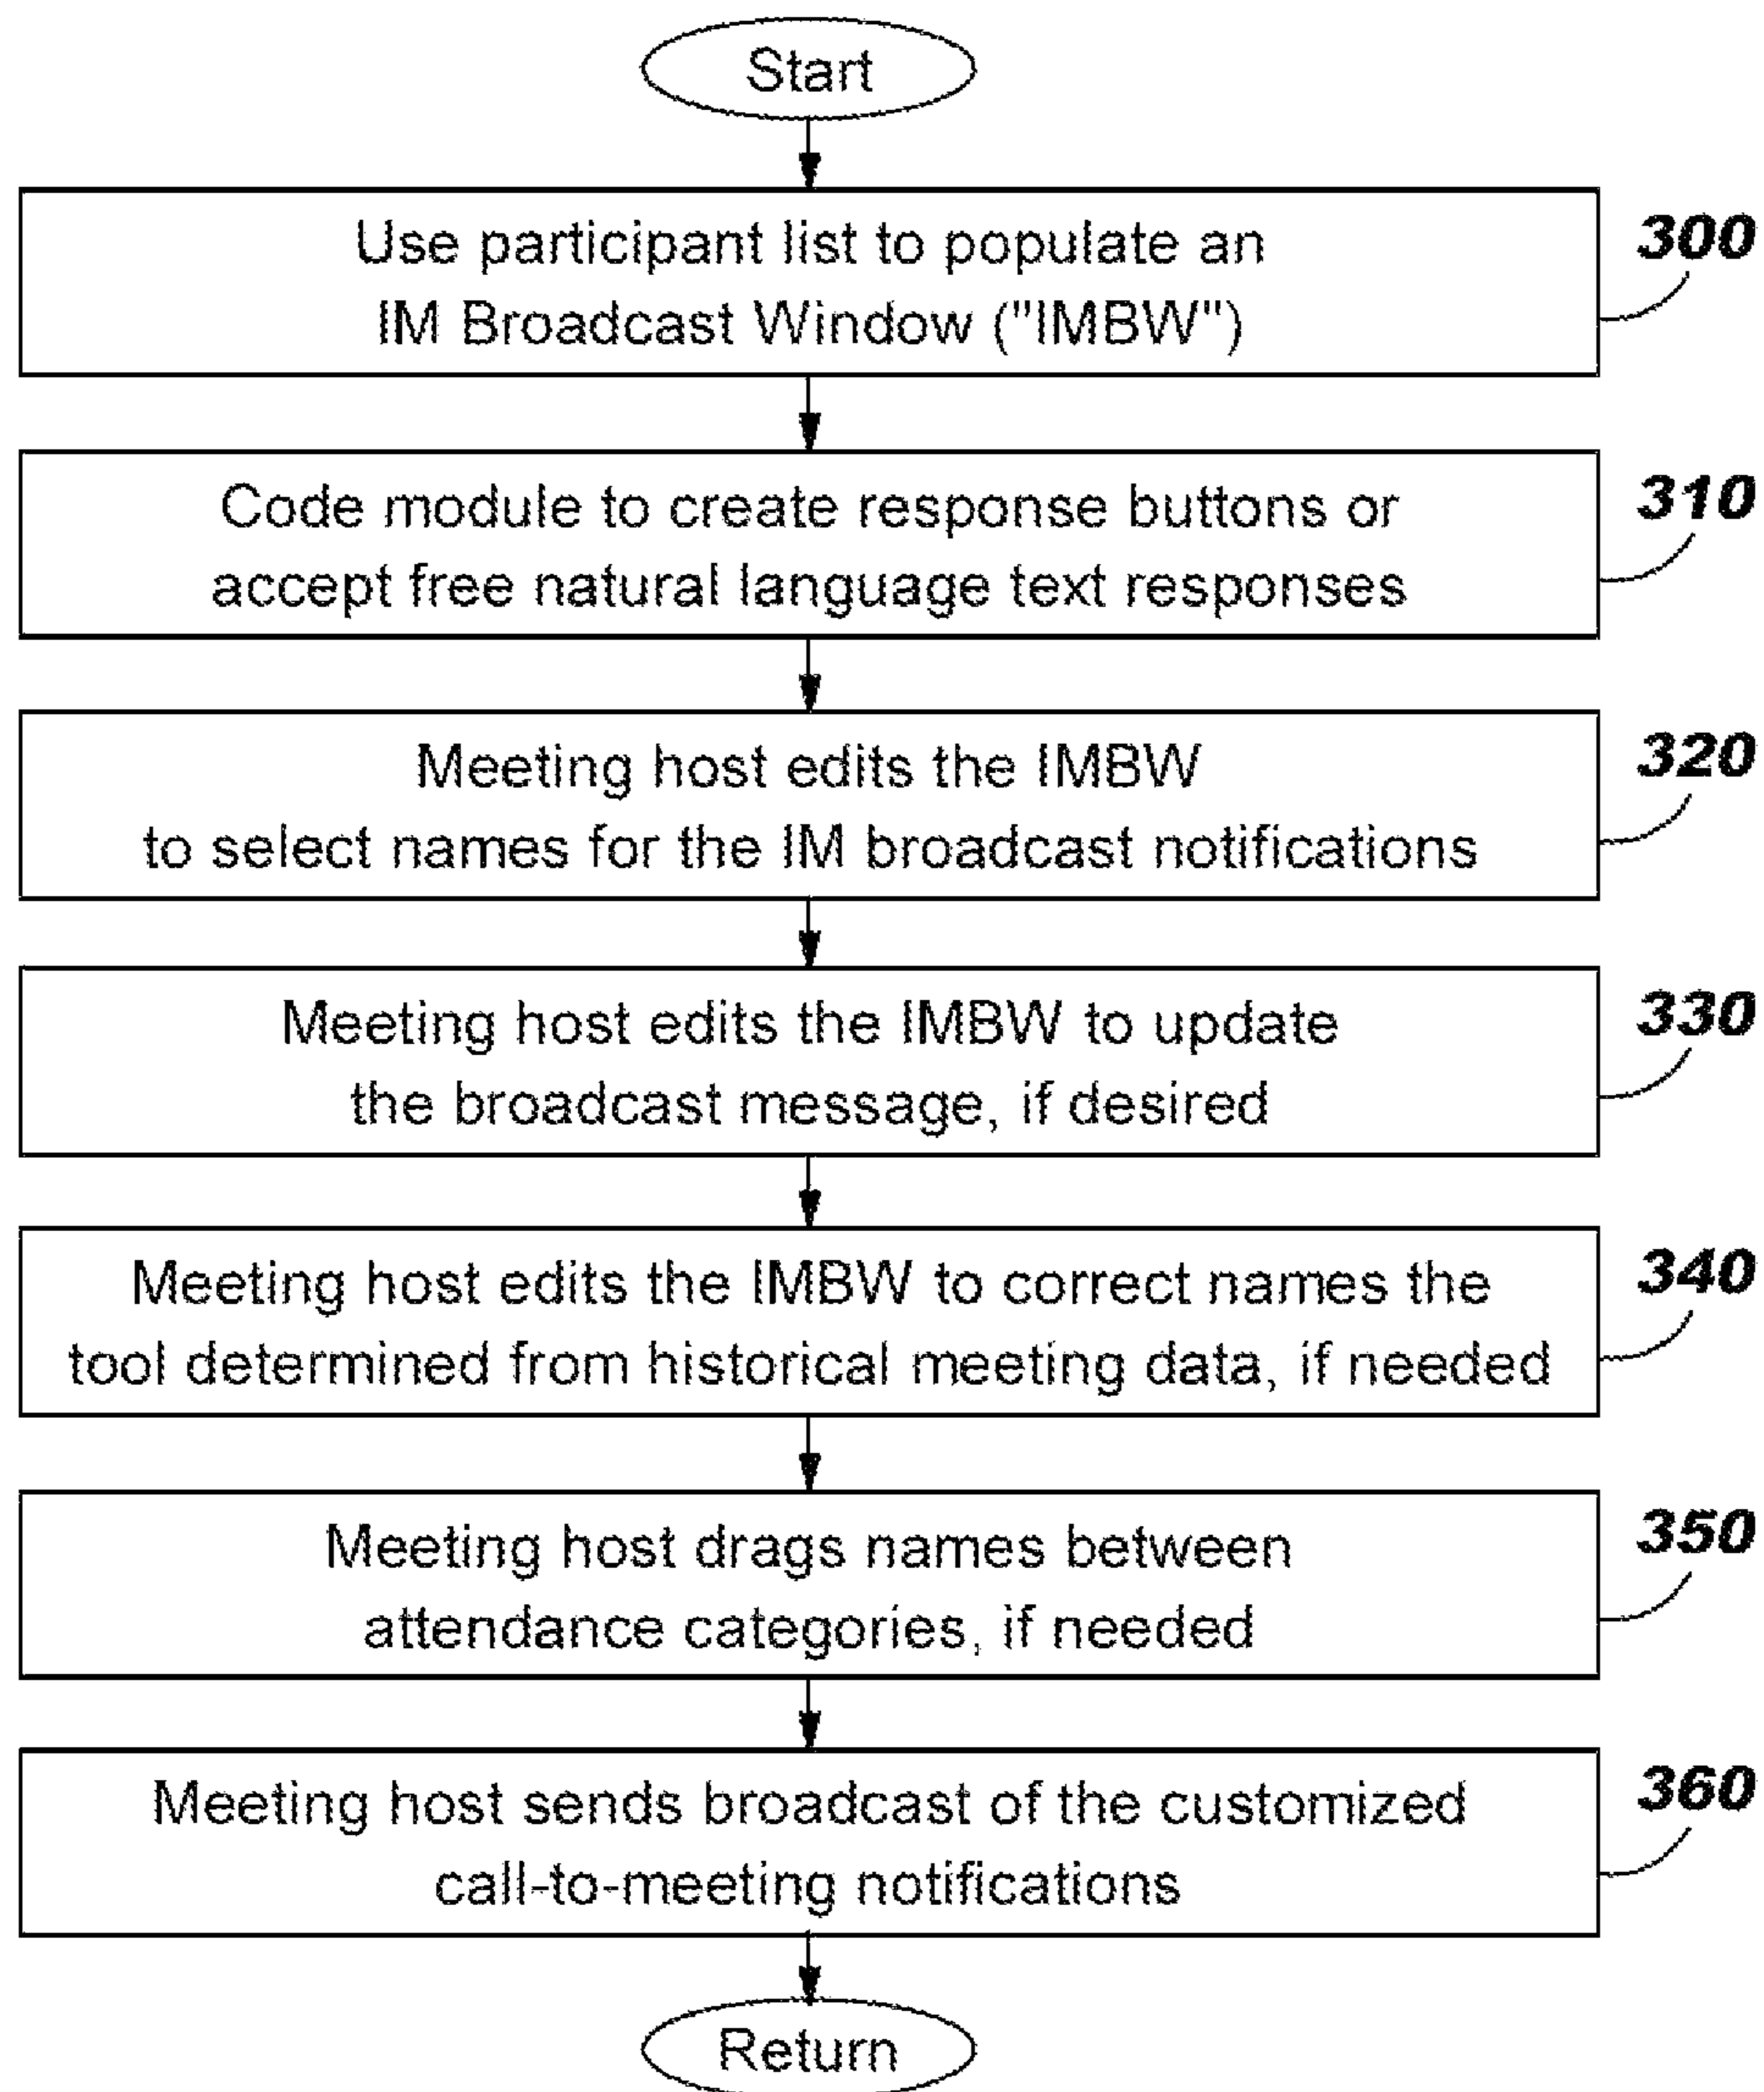 Start
Use participant list to populate an
IM Broadcast Window ("IMBW")
300
Code module to create response buttons or
accept free natural language text responses
310
Meeting host edits the IMBW
to select names for the IM broadcast notifications
320
Meeting host edits the IMBW to update
the broadcast message, if desired
330
Meeting host edits the IMBW to correct names the
tool determined from historical meeting data, if needed
340
Meeting host drags names between
attendance categories, if needed
350
Meeting host sends broadcast of the customized
call-to-meeting notifications
360
Return